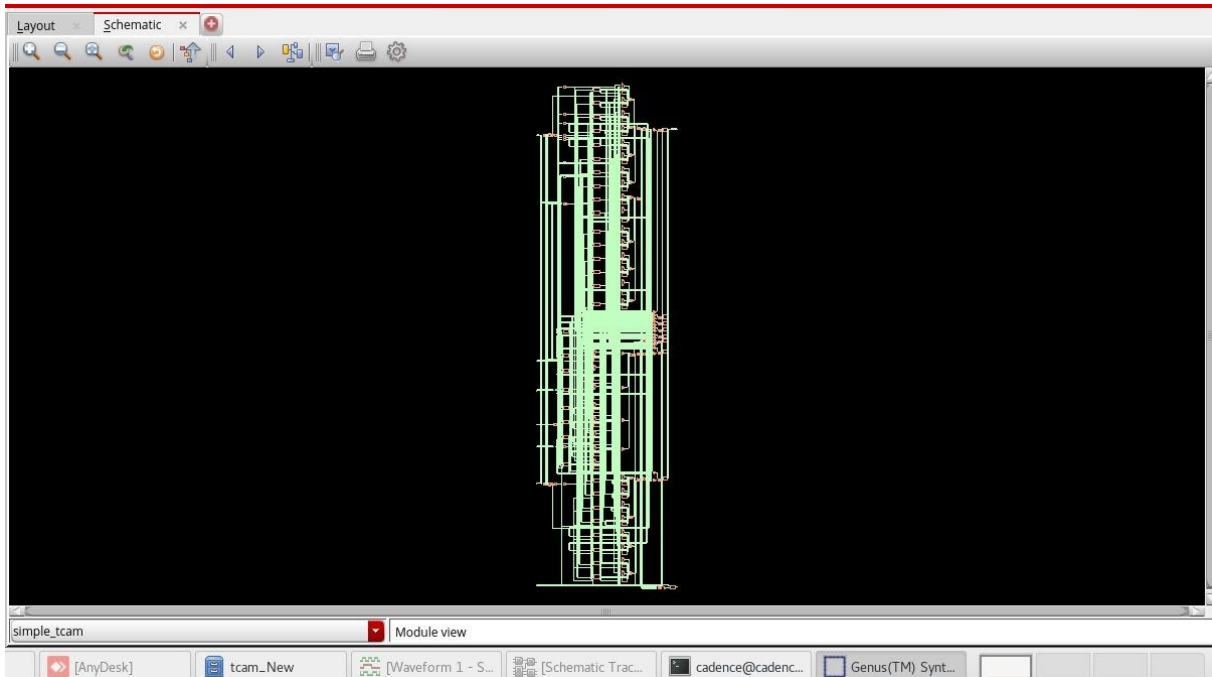 Layout Schematic
simple_tcam Module view
[AnyDesk] tcam_New [Waveform 1 - S... [Schematic Trac... cadence@cadenc... Genus(TM) Synt...